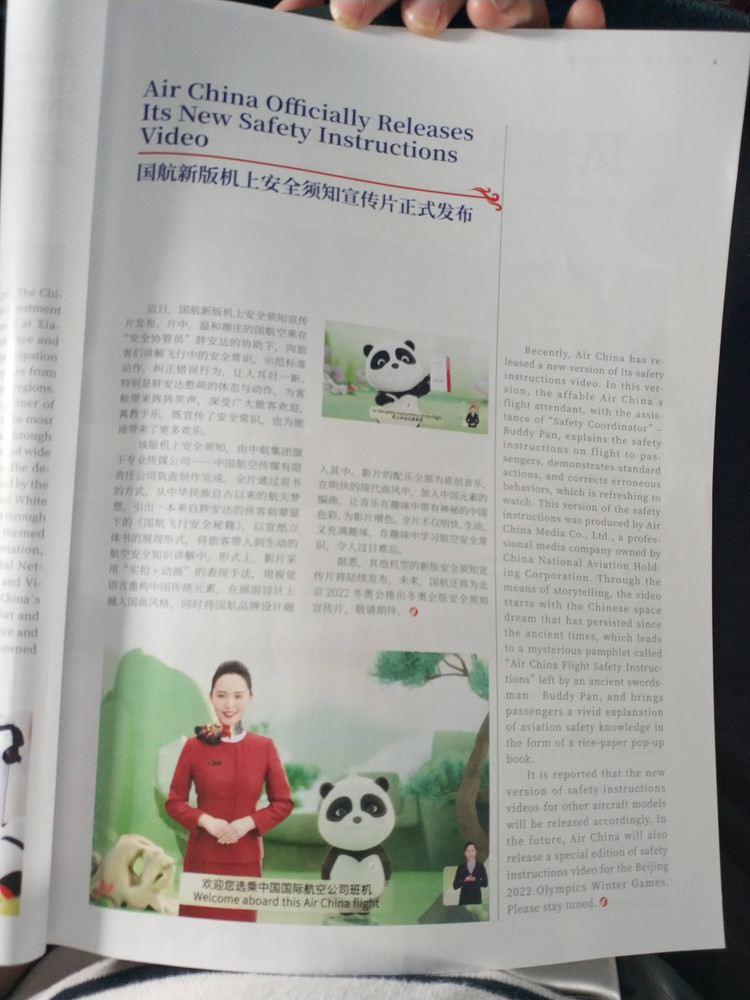 Air China Officially Releases
Its New Safety Instructions
Video
国航新版机上安全须知宣传片正式发布
近日，国航新版机上安全须知宣传
片发布。片中，温和端庄的国航空乘在
“安全协管员”胖安达的协助下，向旅
客们讲解飞行中的安全常识，示范标准
动作，纠正错误行为，让人耳目一新。
特别是胖安达憨萌的体态与动作，为客
舱带来阵阵笑声，深受广大旅客欢迎，
寓教于乐，既宣传了安全常识，也为旅
途带来了更多欢乐。
该版机上安全须知，由中航集团旗
下专业传媒公司——中国航空传媒有限
责任公司负责制作完成。全片通过说书
的方式，从中华民族自古以来的航天梦
想，引出一本来自胖安达的侠客前辈留
下的《国航飞行安全秘籍》，以宣纸立
体书的展现形式，将旅客带入到生动的
航空安全知识讲解中。形式上，影片采
用“实拍+动画”的表现手法，用视觉
语言重构中国传统元素，在画面设计上
融入国画风格，同时将国航品牌设计融
入其中。影片的配乐全部为原创音乐，
在明快的现代曲风中，加入中国元素的
编曲，让音乐在趣味中带有神秘的中国
色彩，为影片增色。全片不仅明快、生动，
又充满趣味，在趣味中学习航空安全常
识，令人过目难忘。
据悉，其他机型的新版安全须知宣
传片将陆续发布，未来，国航还将为北
京 2022 冬奥会推出冬奥会版安全须知
宣传片，敬请期待。
Recently, Air China has re-
leased a new version of its safety
instructions video. In this ver-
sion, the affable Air China's
flight attendant, with the assis-
tance of "Safety Coordinator" -
Buddy Pan, explains the safety
instructions on flight to pas-
sengers, demonstrates standard
actions, and corrects erroneous
behaviors, which is refreshing to
watch. This version of the safety
instructions was produced by Air
China Media Co., Ltd., a profes-
sional media company owned by
China National Aviation Hold-
ing Corporation. Through the
means of storytelling, the video
starts with the Chinese space
dream that has persisted since
the ancient times, which leads
to a mysterious pamphlet called
"Air China Flight Safety Instruc-
tions" left by an ancient swords-
man - Buddy Pan, and brings
passengers a vivid explanation
of aviation safety knowledge in
the form of a rice-paper pop-up
book.
It is reported that the new
version of safety instructions
videos for other aircraft models
will be released accordingly. In
the future, Air China will also
release a special edition of safety
instructions video for the Beijing
2022 Olympics Winter Games.
Please stay tuned.
欢迎您选乘中国国际航空公司班机
Welcome aboard this Air China flight